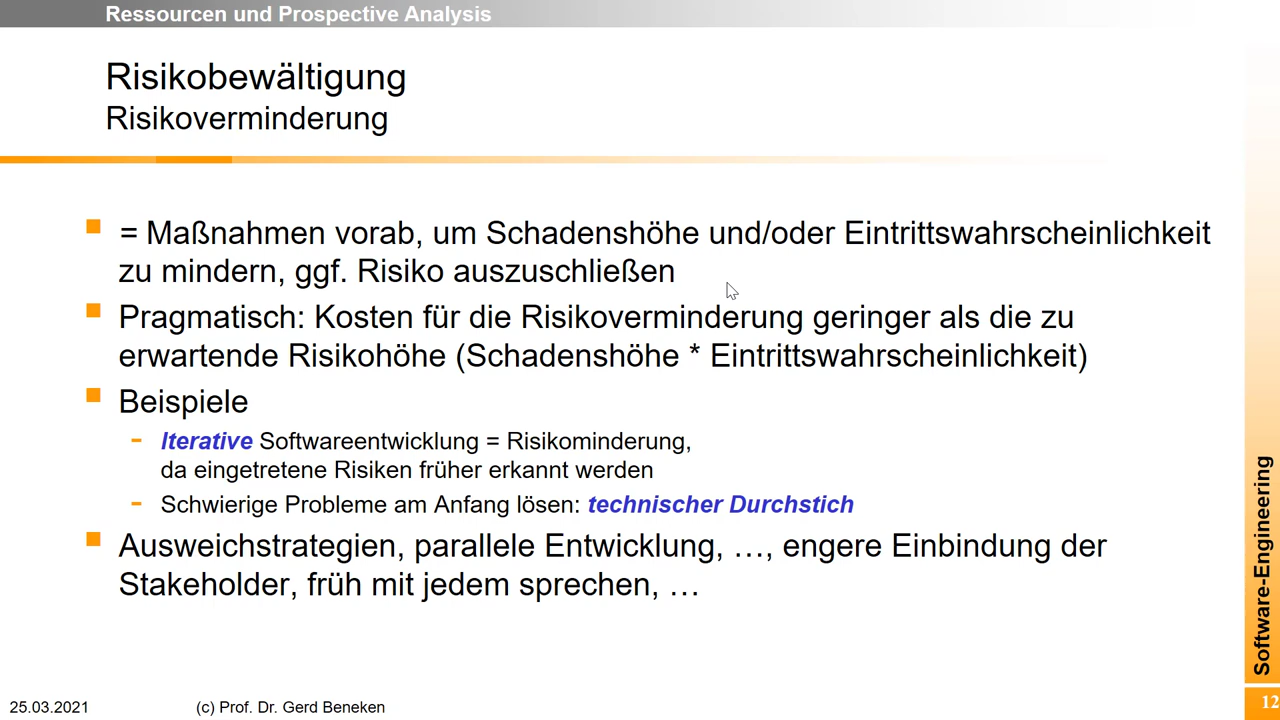 Ressourcen und Prospective Analysis
Risikobewältigung
Risikoverminderung
= Maßnahmen vorab, um Schadenshöhe und/oder Eintrittswahrscheinlichkeit
zu mindern, ggf. Risiko auszuschließen
Pragmatisch: Kosten für die Risikoverminderung geringer als die zu
erwartende Risikohöhe (Schadenshöhe * Eintrittswahrscheinlichkeit)
Beispiele
- Iterative Softwareentwicklung = Risikominderung,
da eingetretene Risiken früher erkannt werden
- Schwierige Probleme am Anfang lösen: technischer Durchstich
Ausweichstrategien, parallele Entwicklung, …, engere Einbindung der
Stakeholder, früh mit jedem sprechen, …
Software-Engineering
25.03.2021
(c) Prof. Dr. Gerd Beneken
12